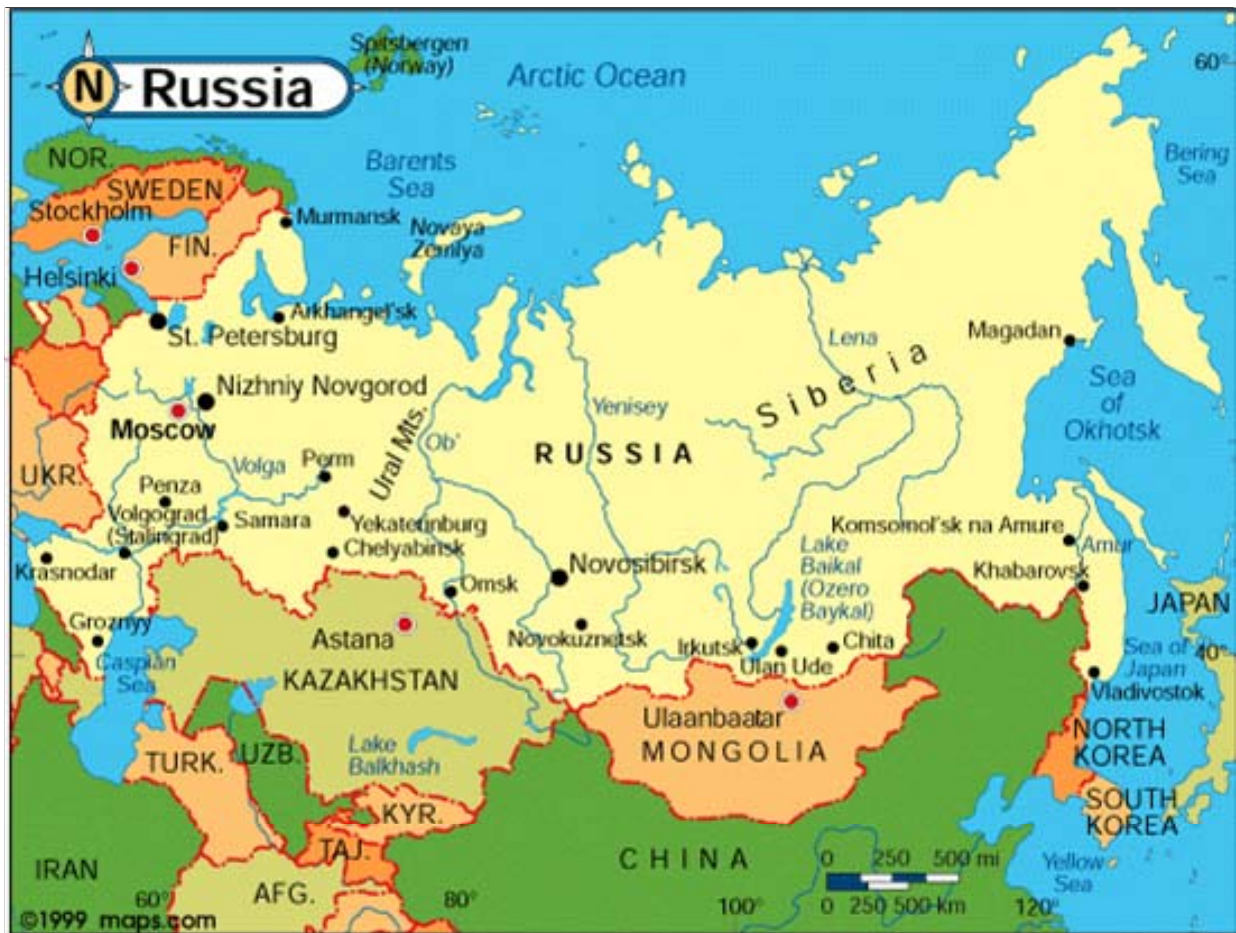 N Russia
Spitsbergen
(Norway)
Arctic Ocean
60°
NOR.
Barents
Sea
Bering
Sea
SWEDEN
Stockholm
Murmansk
Novaya
Zemlya
FIN.
Helsinki
Arkhangel'sk
St. Petersburg
Lena
Magadan
Nizhniy Novgorod
Siberia
Sea
of
Okhotsk
Yenisey
Moscow
Ural Mts.
Ob'
RUSSIA
UKR.
Volga
Perm
Penza
Volgograd
(Stalingrad)
Samara
Yekaterinburg
Chelyabinsk
Komsomol'sk na Amure
Amur
Krasnodar
Lake
Baikal
(Ozero
Baykal)
Novosibirsk
Khabarovsk
Omsk
JAPAN
Groznyy
Astana
Novokuznetsk
Irkutsk
Ulan Ude
Chita
Sea of
Japan
40°
Caspian
Sea
KAZAKHSTAN
Vladivostok
Ulaanbaatar
MONGOLIA
NORTH
KOREA
Lake
Balkhash
TURK.
UZB.
KYR.
SOUTH
KOREA
TAJ.
IRAN
CHINA
0 250 500 mi
0 250 500 km
Yellow
Sea
AFG.
60°
80°
100°
120°
©1999 maps.com